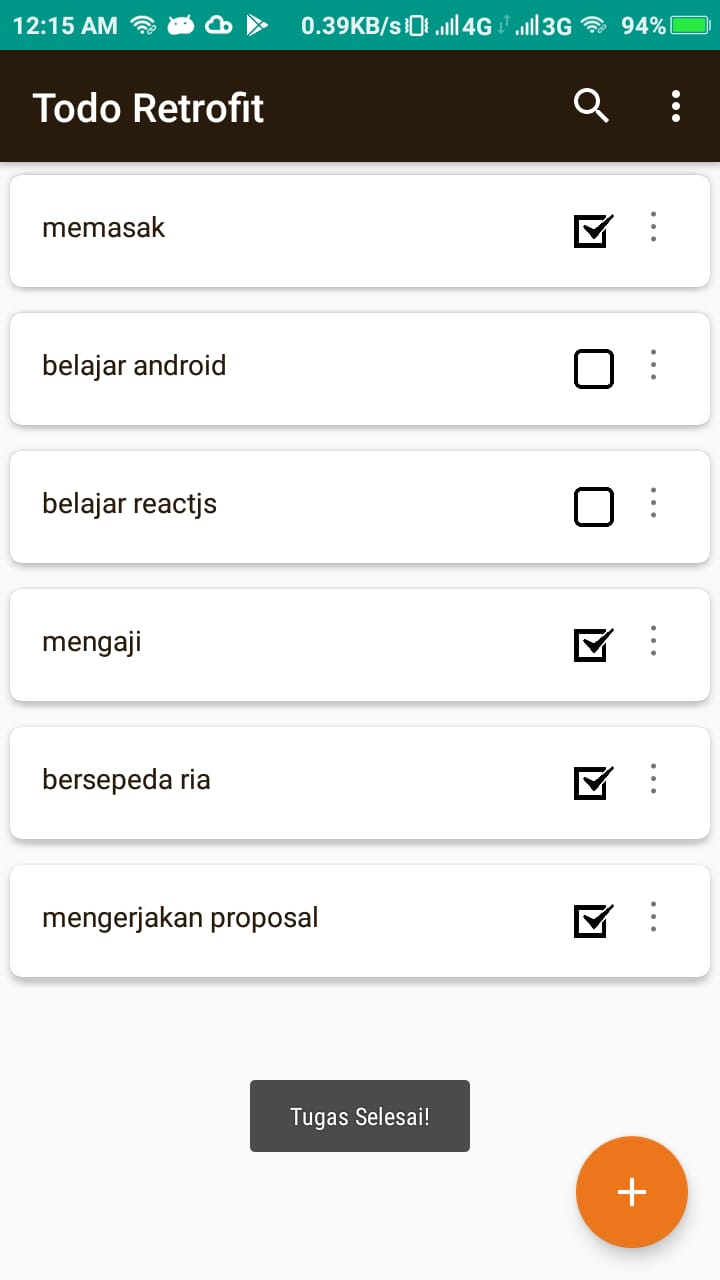 12:15 AM 0.39KB/s 4G 3G 94%
Todo Retrofit
memasak
belajar android
belajar reactjs
mengaji
bersepeda ria
mengerjakan proposal
Tugas Selesai!